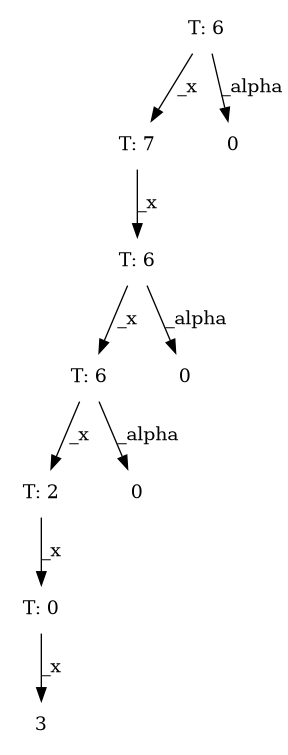 T: 6
_x
_alpha
T: 7
0
_x
T: 6
_x
_alpha
T: 6
0
_x
_alpha
T: 2
0
_x
T: 0
_x
3